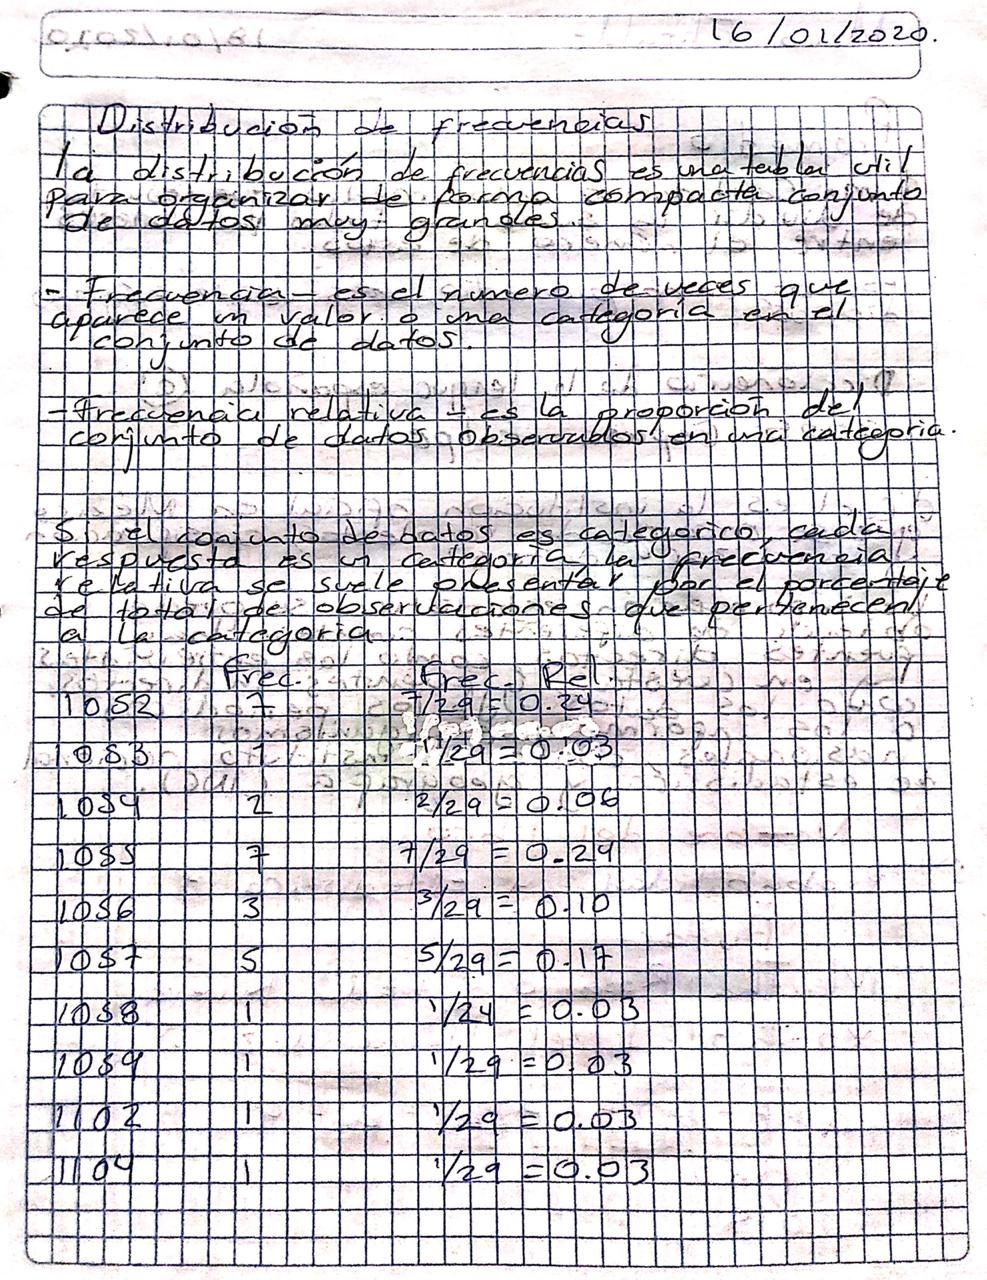 16/01/2020.
Distribución de frecuencias
la distribución de frecuencias es una tabla util
para organizar de forma compacta conjunto
de datos muy grandes.
- Frecuencia - es el numero de veces que
aparece un valor o una categoría en el
conjunto de datos.
- Frecuencia relativa - es la proporción del
conjunto de datos observados en una categoria.
Si el conjunto de datos es categorico, cada
respuesta es un categoría, la frecuencia
relativa se suele presentar por el porcentaje
de total de observaciones que pertenecen
a la categoria
Frec. Frec. Rel.
1052 7 7/29 = 0.24
1053 1 1/29 = 0.03
1054 2 2/29 = 0.06
1055 7 7/29 = 0.24
1056 3 3/29 = 0.10
1057 5 5/29 = 0.17
1058 1 1/24 = 0.03
1059 1 1/29 = 0.03
1102 1 1/29 = 0.03
1104 1 1/29 = 0.03